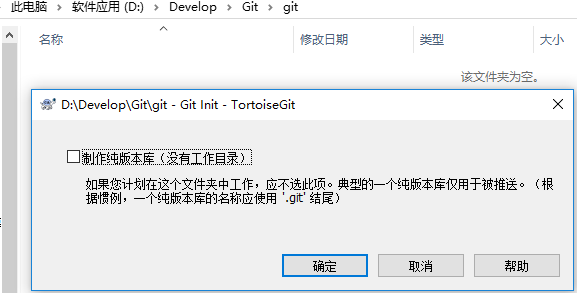 此电脑 › 软件应用 (D:) › Develop › Git › git
名称 修改日期 类型 大小
该文件夹为空。
D:\Develop\Git\git - Git Init - TortoiseGit
制作纯版本库（没有工作目录）
如果您计划在这个文件夹中工作，应不选此项。典型的一个纯版本库仅用于被推送。（根
据惯例，一个纯版本库的名称应使用 '.git' 结尾）
确定 取消 帮助